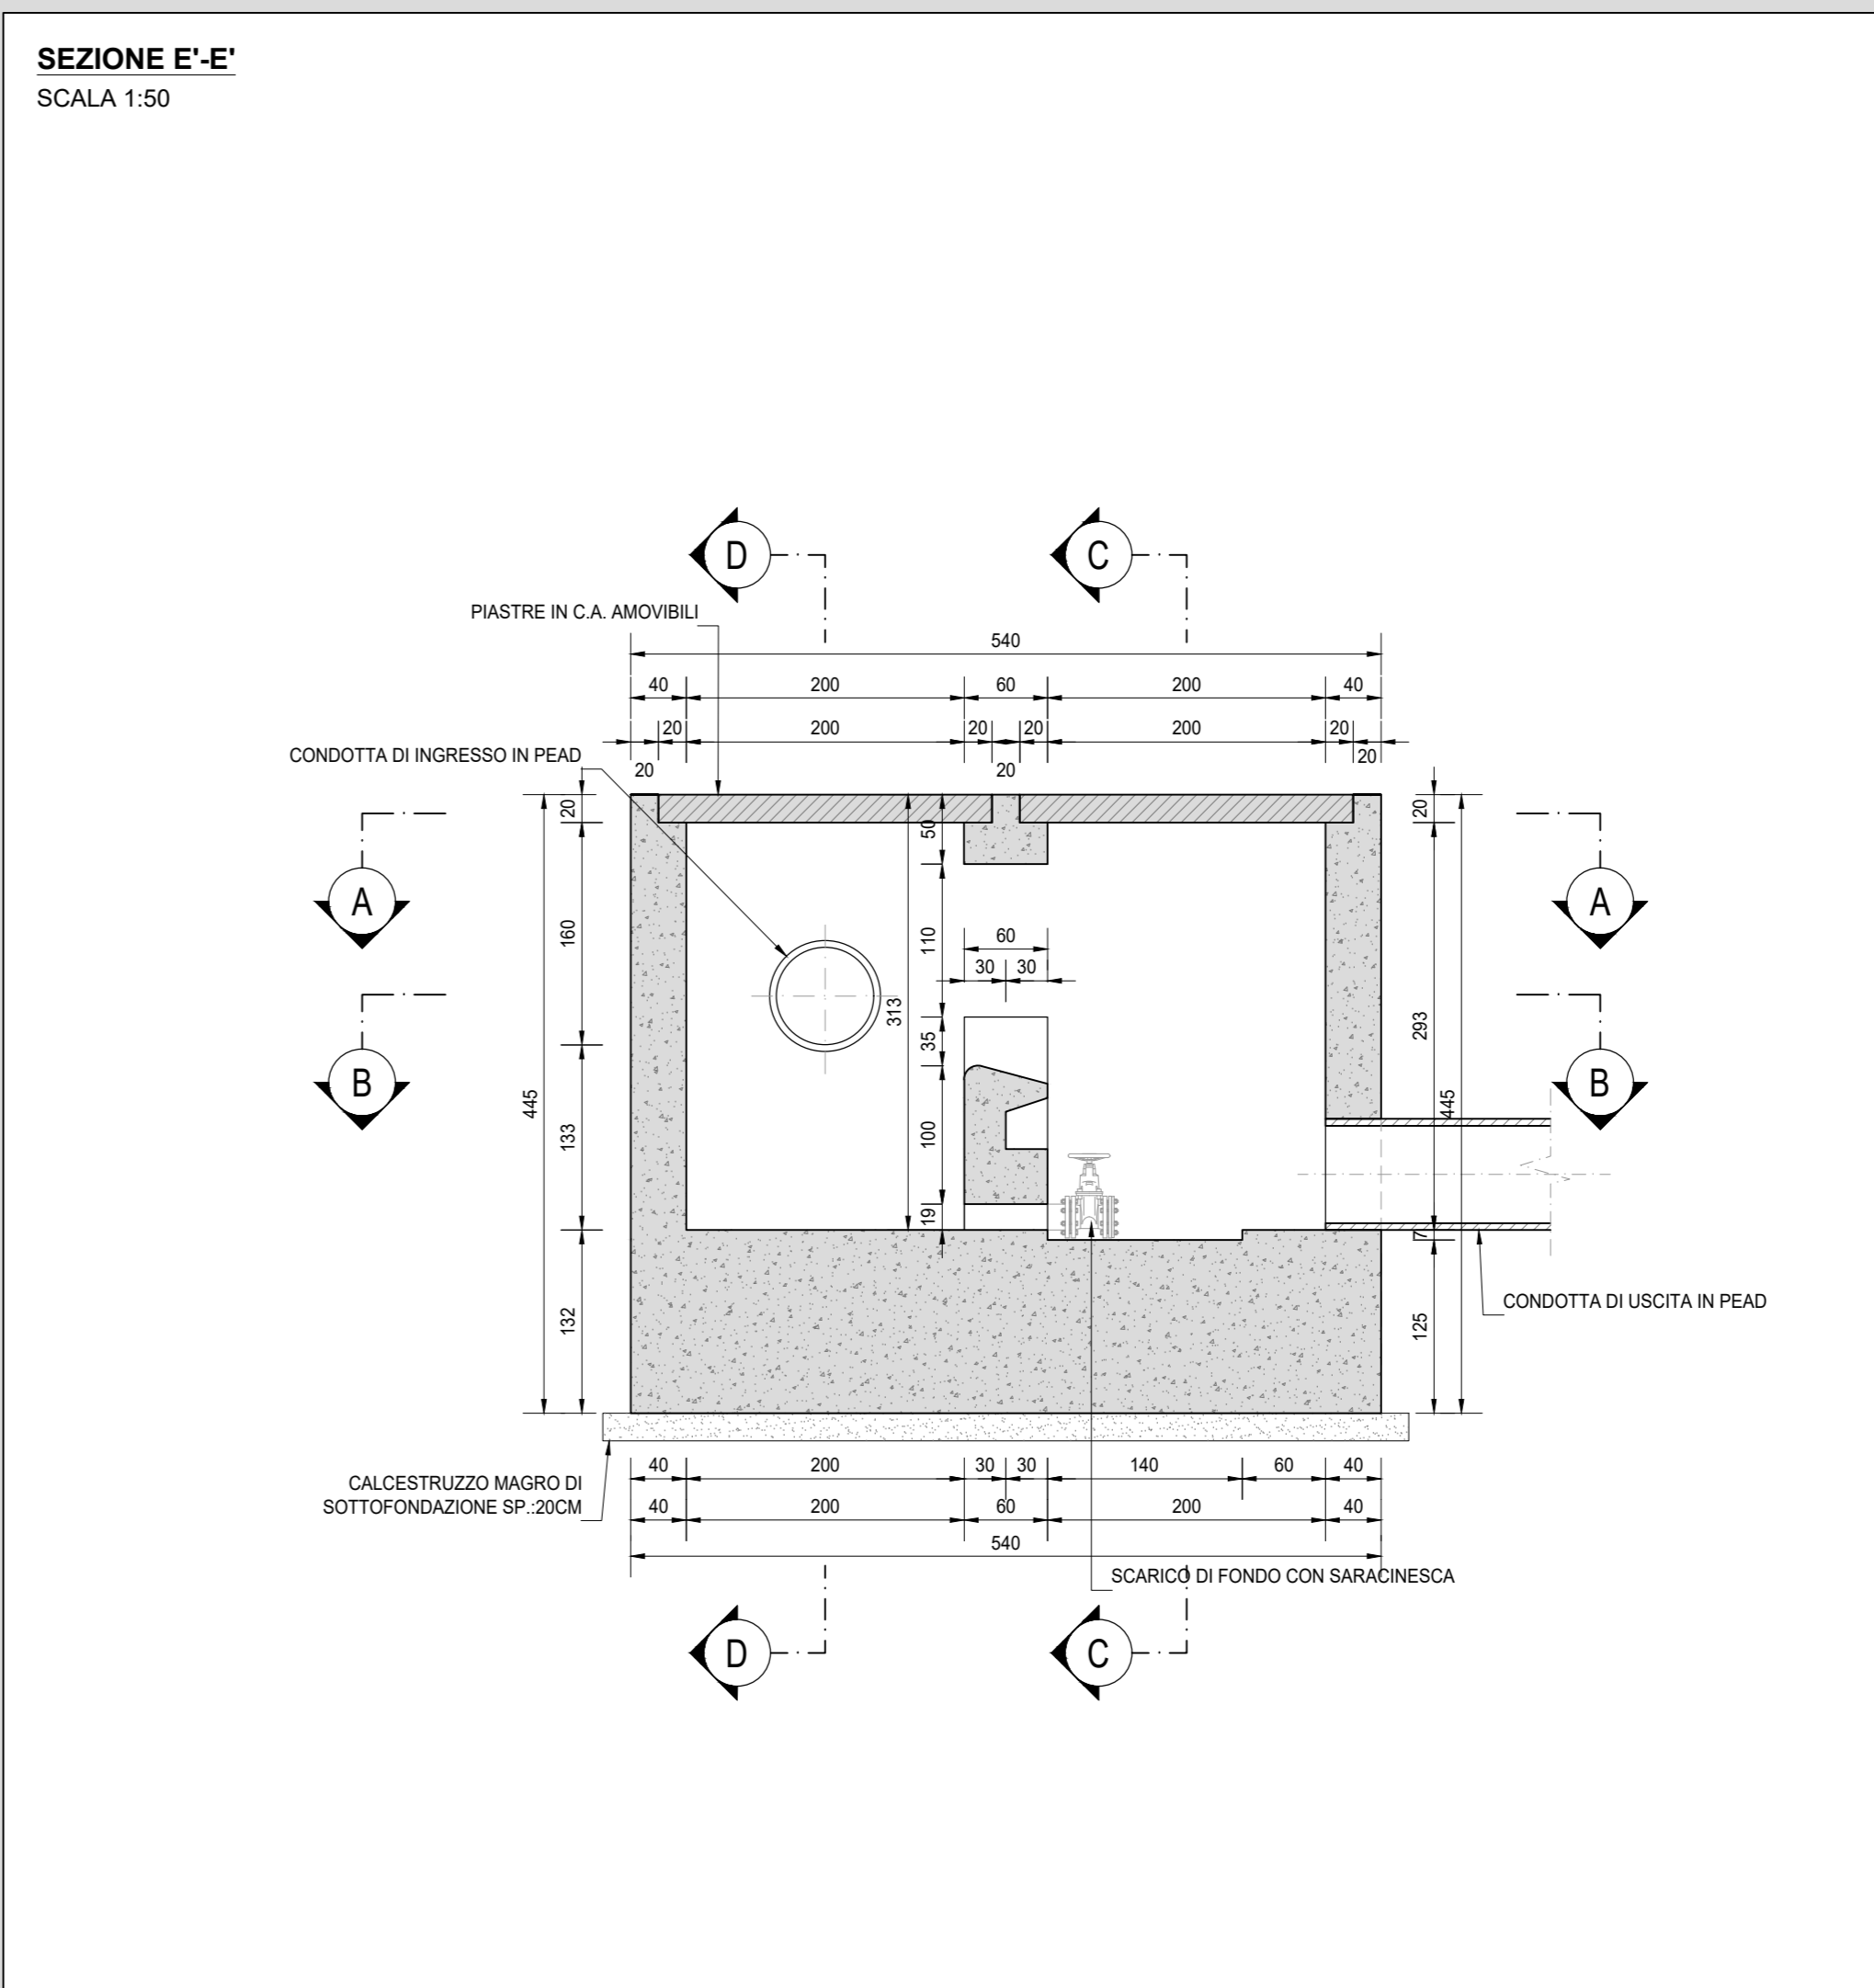 SEZIONE E'-E'
SCALA 1:50
D
C
PIASTRE IN C.A. AMOVIBILI
540
40 200 60 200 40
20 200 20 20 200 20
20 20 20
CONDOTTA DI INGRESSO IN PEAD
20
50
20
A
A
160
110
60
30 30
313
293
35
B
B
445
133
100
445
19
7
132
125
CONDOTTA DI USCITA IN PEAD
40 200 30 30 140 60 40
CALCESTRUZZO MAGRO DI
SOTTOFONDAZIONE SP.:20CM
40 200 60 200 40
540
SCARICO DI FONDO CON SARACINESCA
D
C